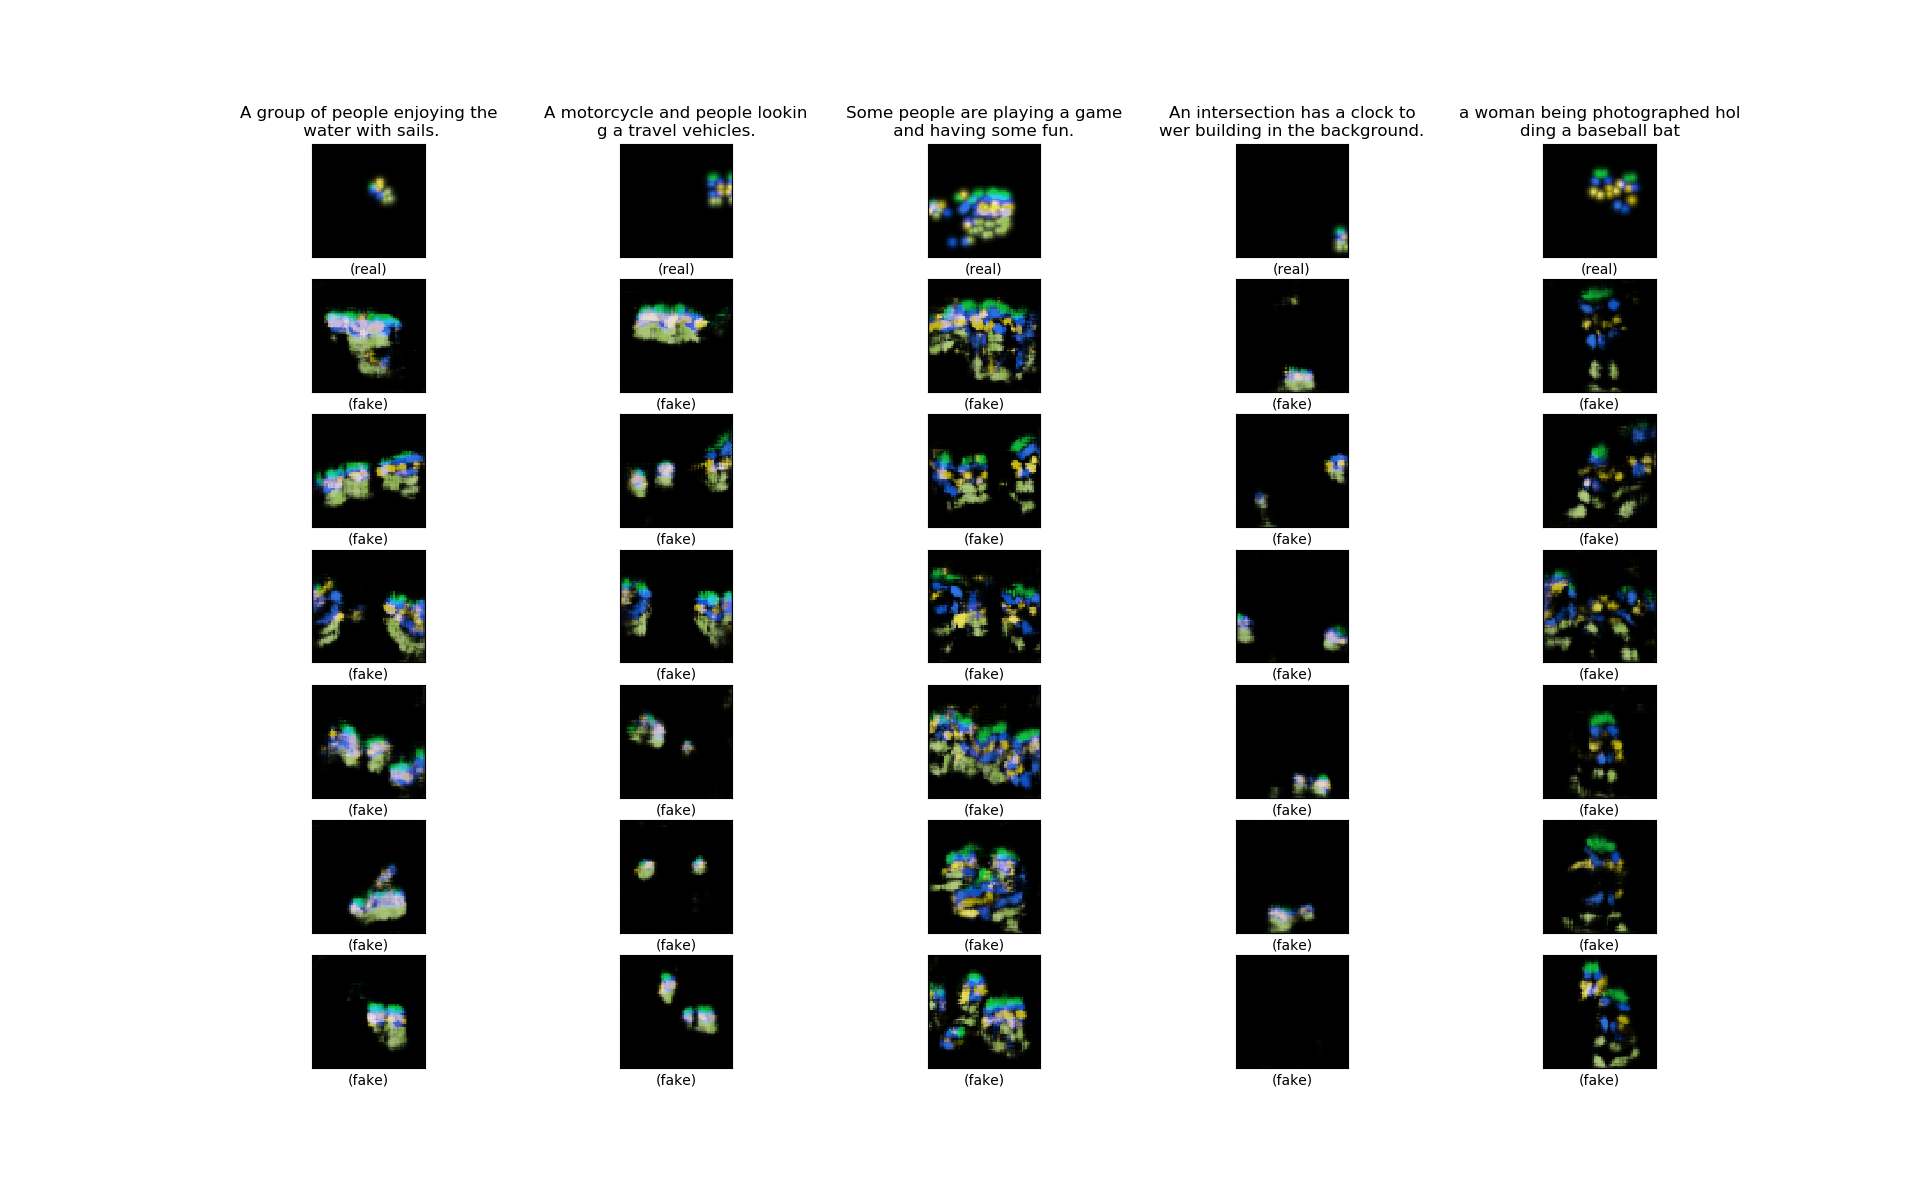 A group of people enjoying the
water with sails.
A motorcycle and people lookin
g a travel vehicles.
Some people are playing a game
and having some fun.
An intersection has a clock to
wer building in the background.
a woman being photographed hol
ding a baseball bat
(real) (real) (real) (real) (real)
(fake) (fake) (fake) (fake) (fake)
(fake) (fake) (fake) (fake) (fake)
(fake) (fake) (fake) (fake) (fake)
(fake) (fake) (fake) (fake) (fake)
(fake) (fake) (fake) (fake) (fake)
(fake) (fake) (fake) (fake) (fake)